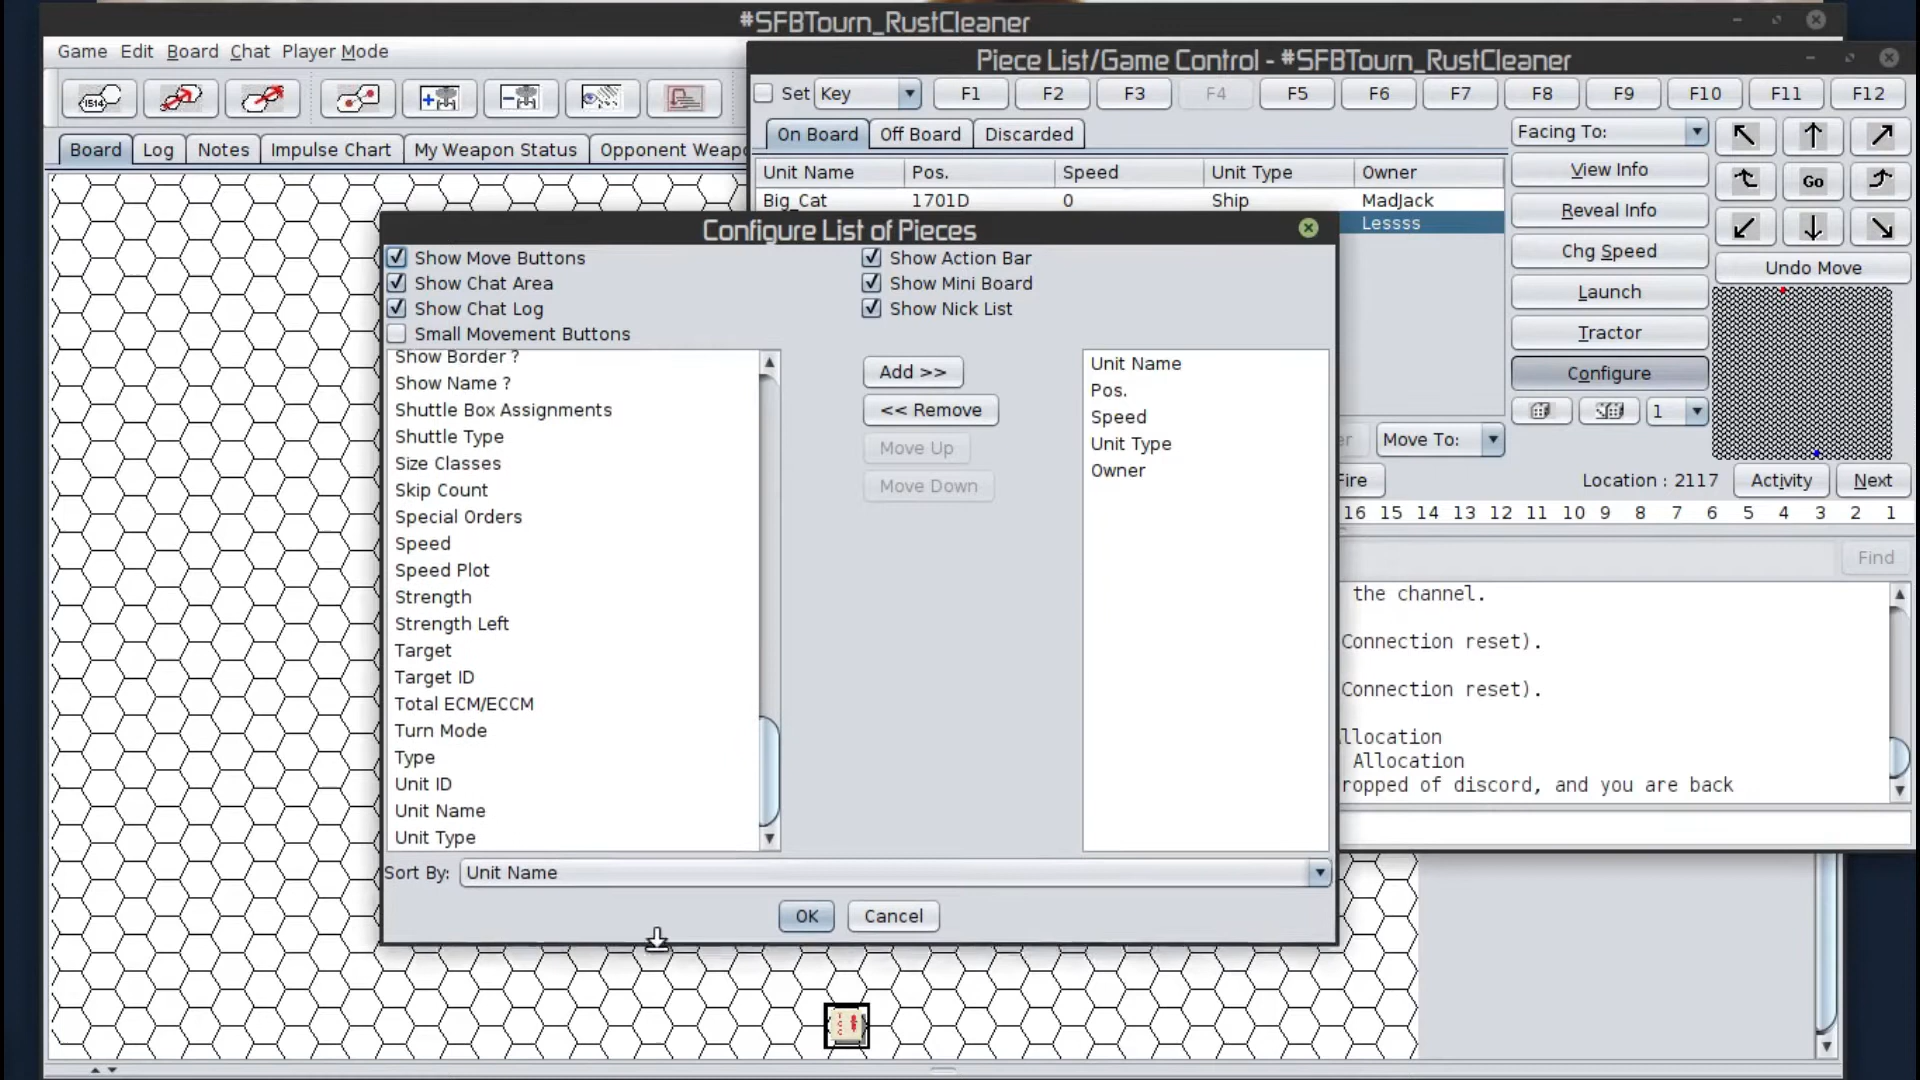 #SFBTourn_RustCleaner
Game Edit Board Chat Player Mode
Piece List/Game Control - #SFBTourn_RustCleaner
1514
Set Key F1 F2 F3 F4 F5 F6 F7 F8 F9 F10 F11 F12
Board Log Notes Impulse Chart My Weapon Status Opponent Weapo
On Board Off Board Discarded
Facing To:
Unit Name Pos. Speed Unit Type Owner
View Info
Big_Cat 1701D 0 Ship MadJack
Go
Reveal Info
Lessss
Configure List of Pieces
Chg Speed
Show Move Buttons Show Action Bar
Undo Move
Show Chat Area Show Mini Board
Launch
Show Chat Log Show Nick List
Small Movement Buttons
Tractor
Show Border ?
Show Name ?
Shuttle Box Assignments
Shuttle Type
Size Classes
Skip Count
Special Orders
Speed
Speed Plot
Strength
Strength Left
Target
Target ID
Total ECM/ECCM
Turn Mode
Type
Unit ID
Unit Name
Unit Type
Add >>
<< Remove
Move Up
Move Down
Unit Name
Pos.
Speed
Unit Type
Owner
Configure
1
er Move To:
Fire Location : 2117 Activity Next
16 15 14 13 12 11 10 9 8 7 6 5 4 3 2 1
Find
the channel.
Connection reset).
Connection reset).
llocation
Allocation
ropped of discord, and you are back
Sort By: Unit Name
OK Cancel